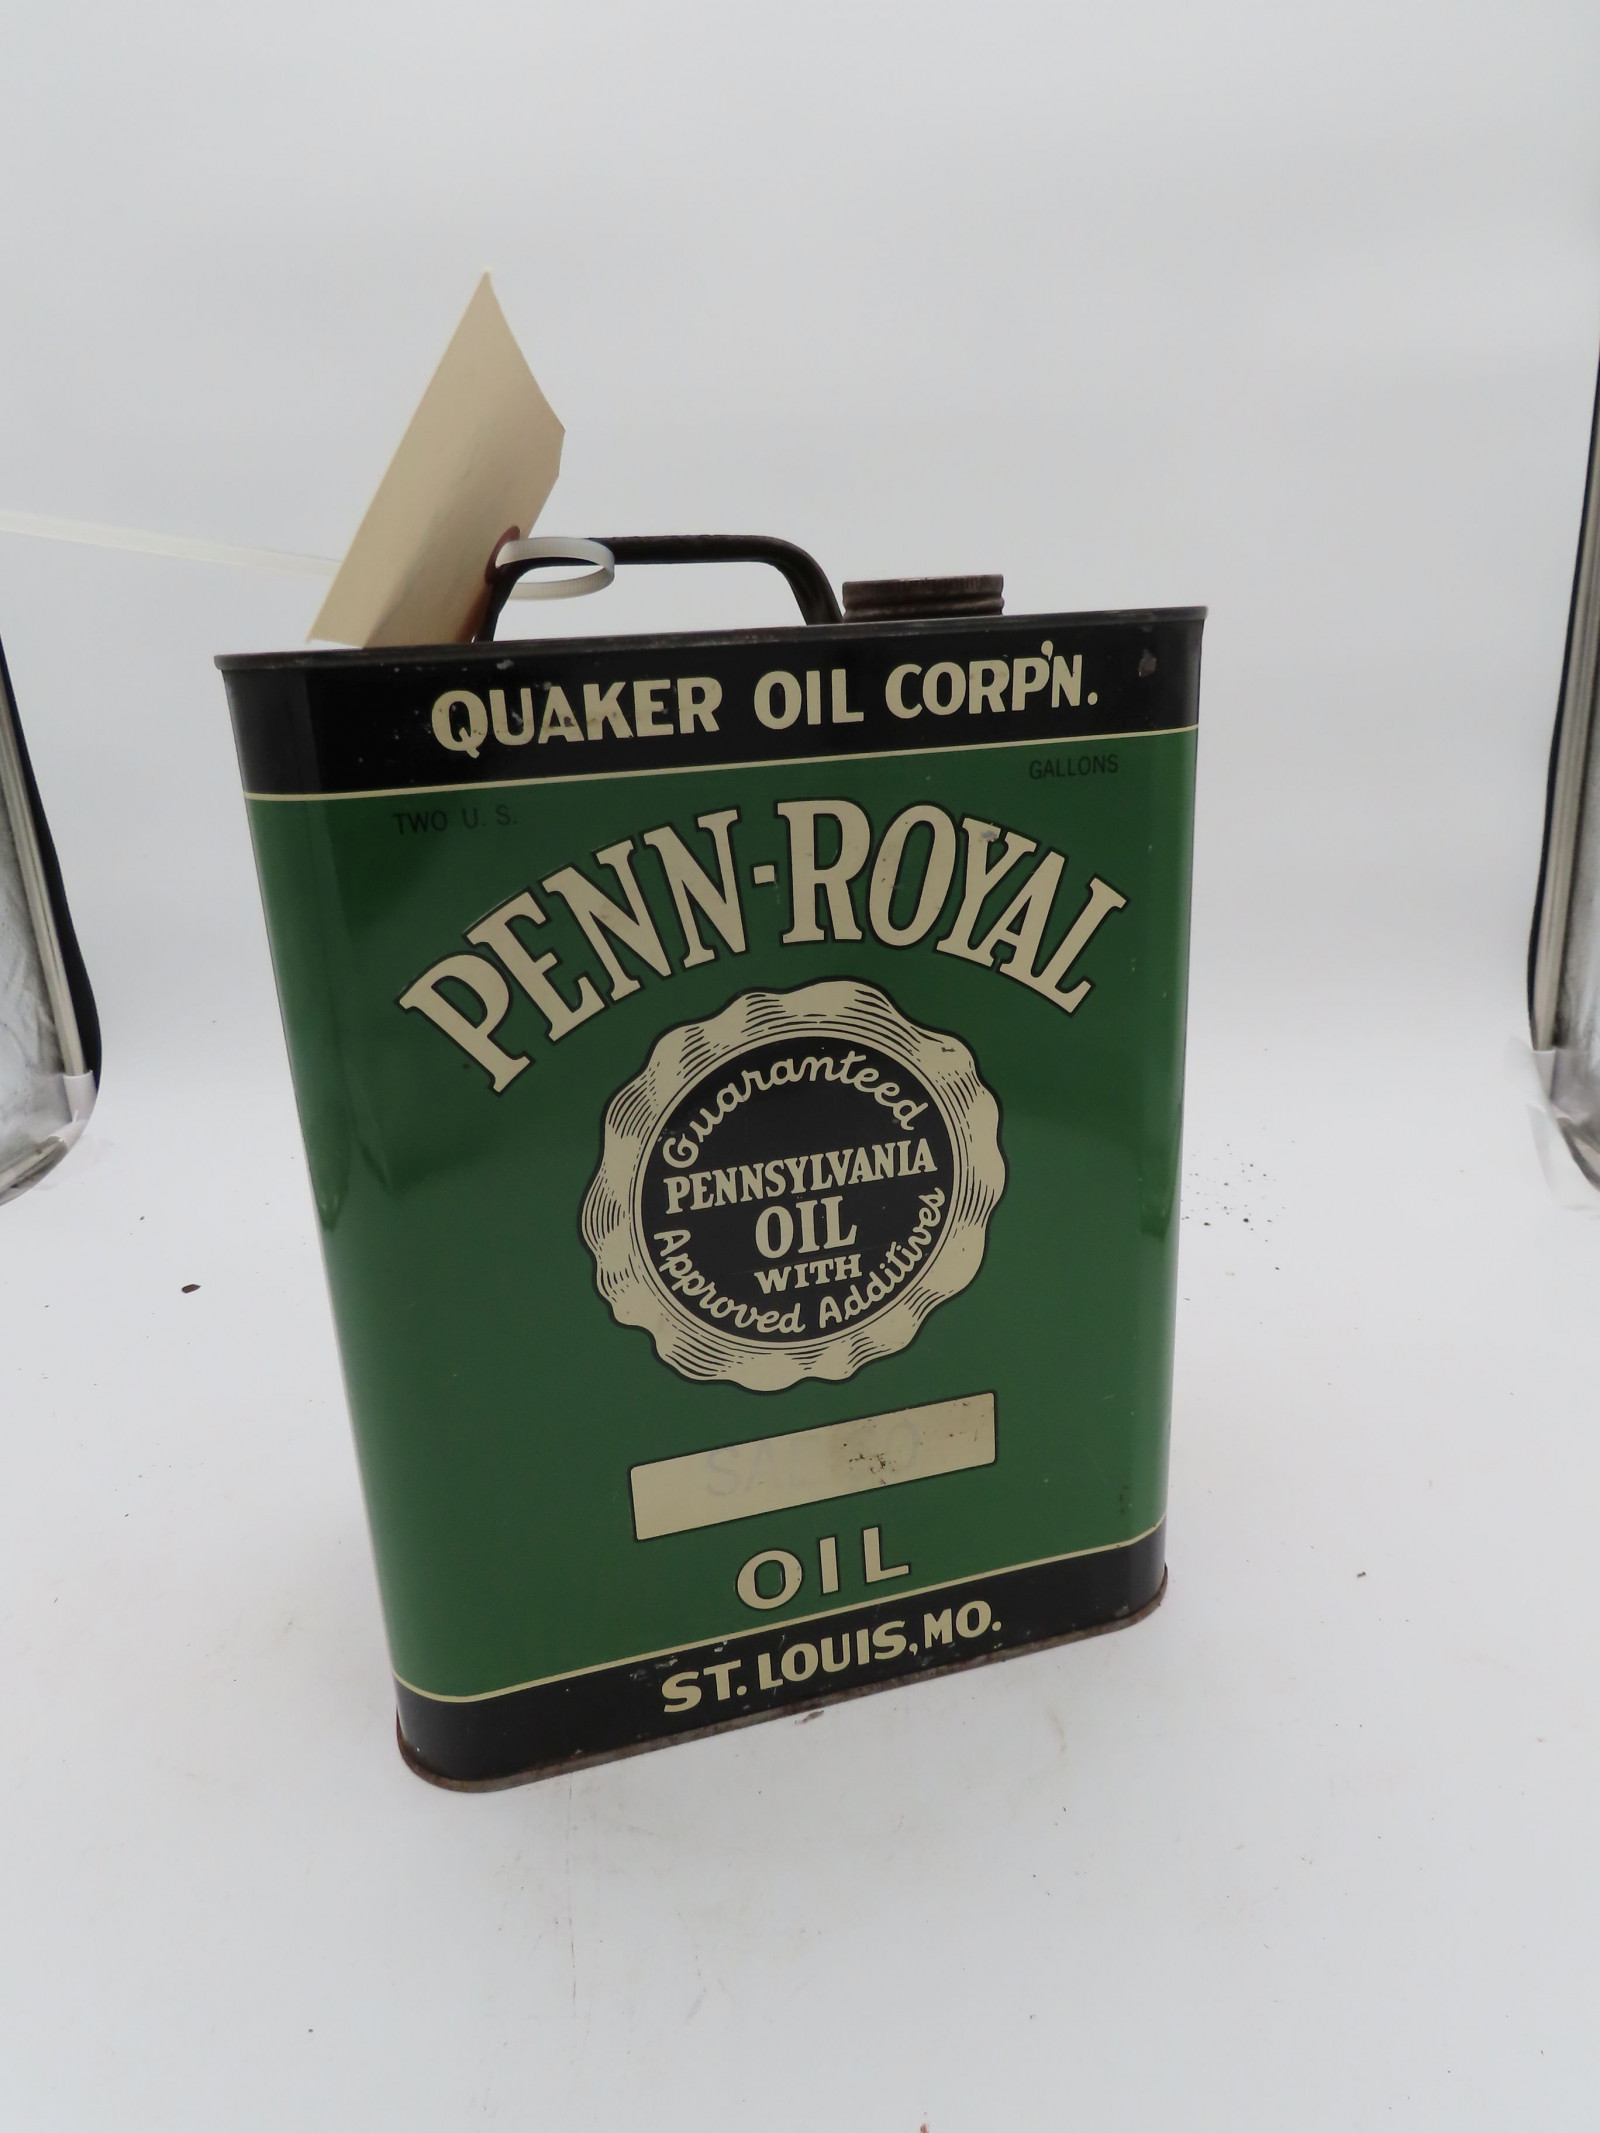 QUAKER OIL CORP'N.
TWO U. S. GALLONS
PENN-ROYAL
Guaranteed
PENNSYLVANIA
OIL
WITH
Approved Additives
OIL
ST. LOUIS, MO.